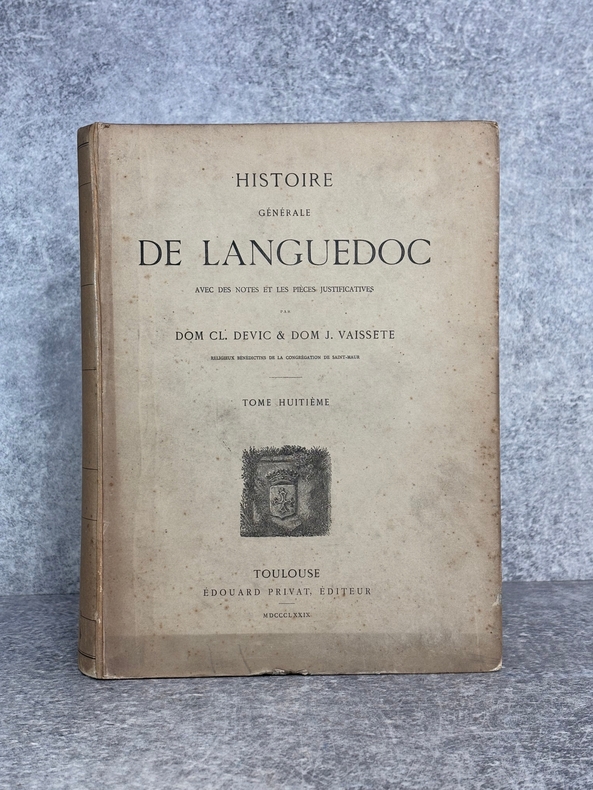 HISTOIRE
GÉNÉRALE
DE LANGUEDOC
AVEC DES NOTES ET LES PIÈCES JUSTIFICATIVES
PAR
DOM CL. DEVIC & DOM J. VAISSETE
RELIGIEUX BÉNÉDICTINS DE LA CONGRÉGATION DE SAINT-MAUR
TOME HUITIÈME
TOULOUSE
ÉDOUARD PRIVAT, ÉDITEUR
MDCCCLXXIX